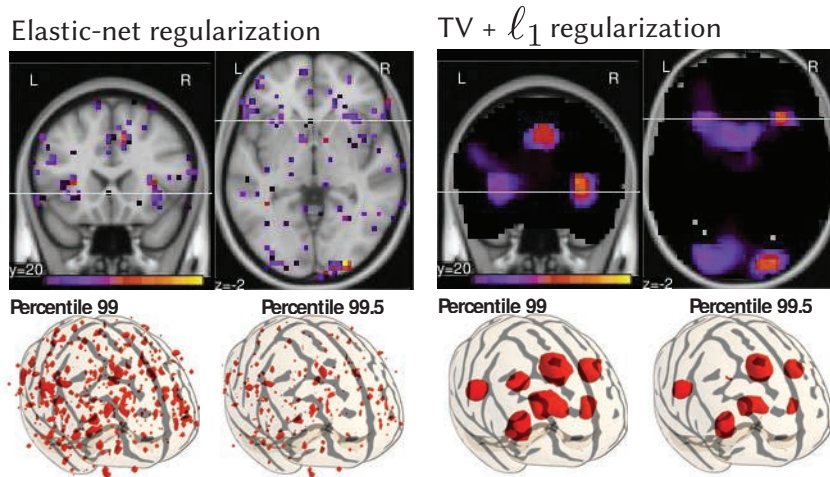 Elastic-net regularization
TV + ℓ1 regularization
L R
L R
L R
L R
y=20
z=-2
y=20
z=-2
Percentile 99
Percentile 99.5
Percentile 99
Percentile 99.5